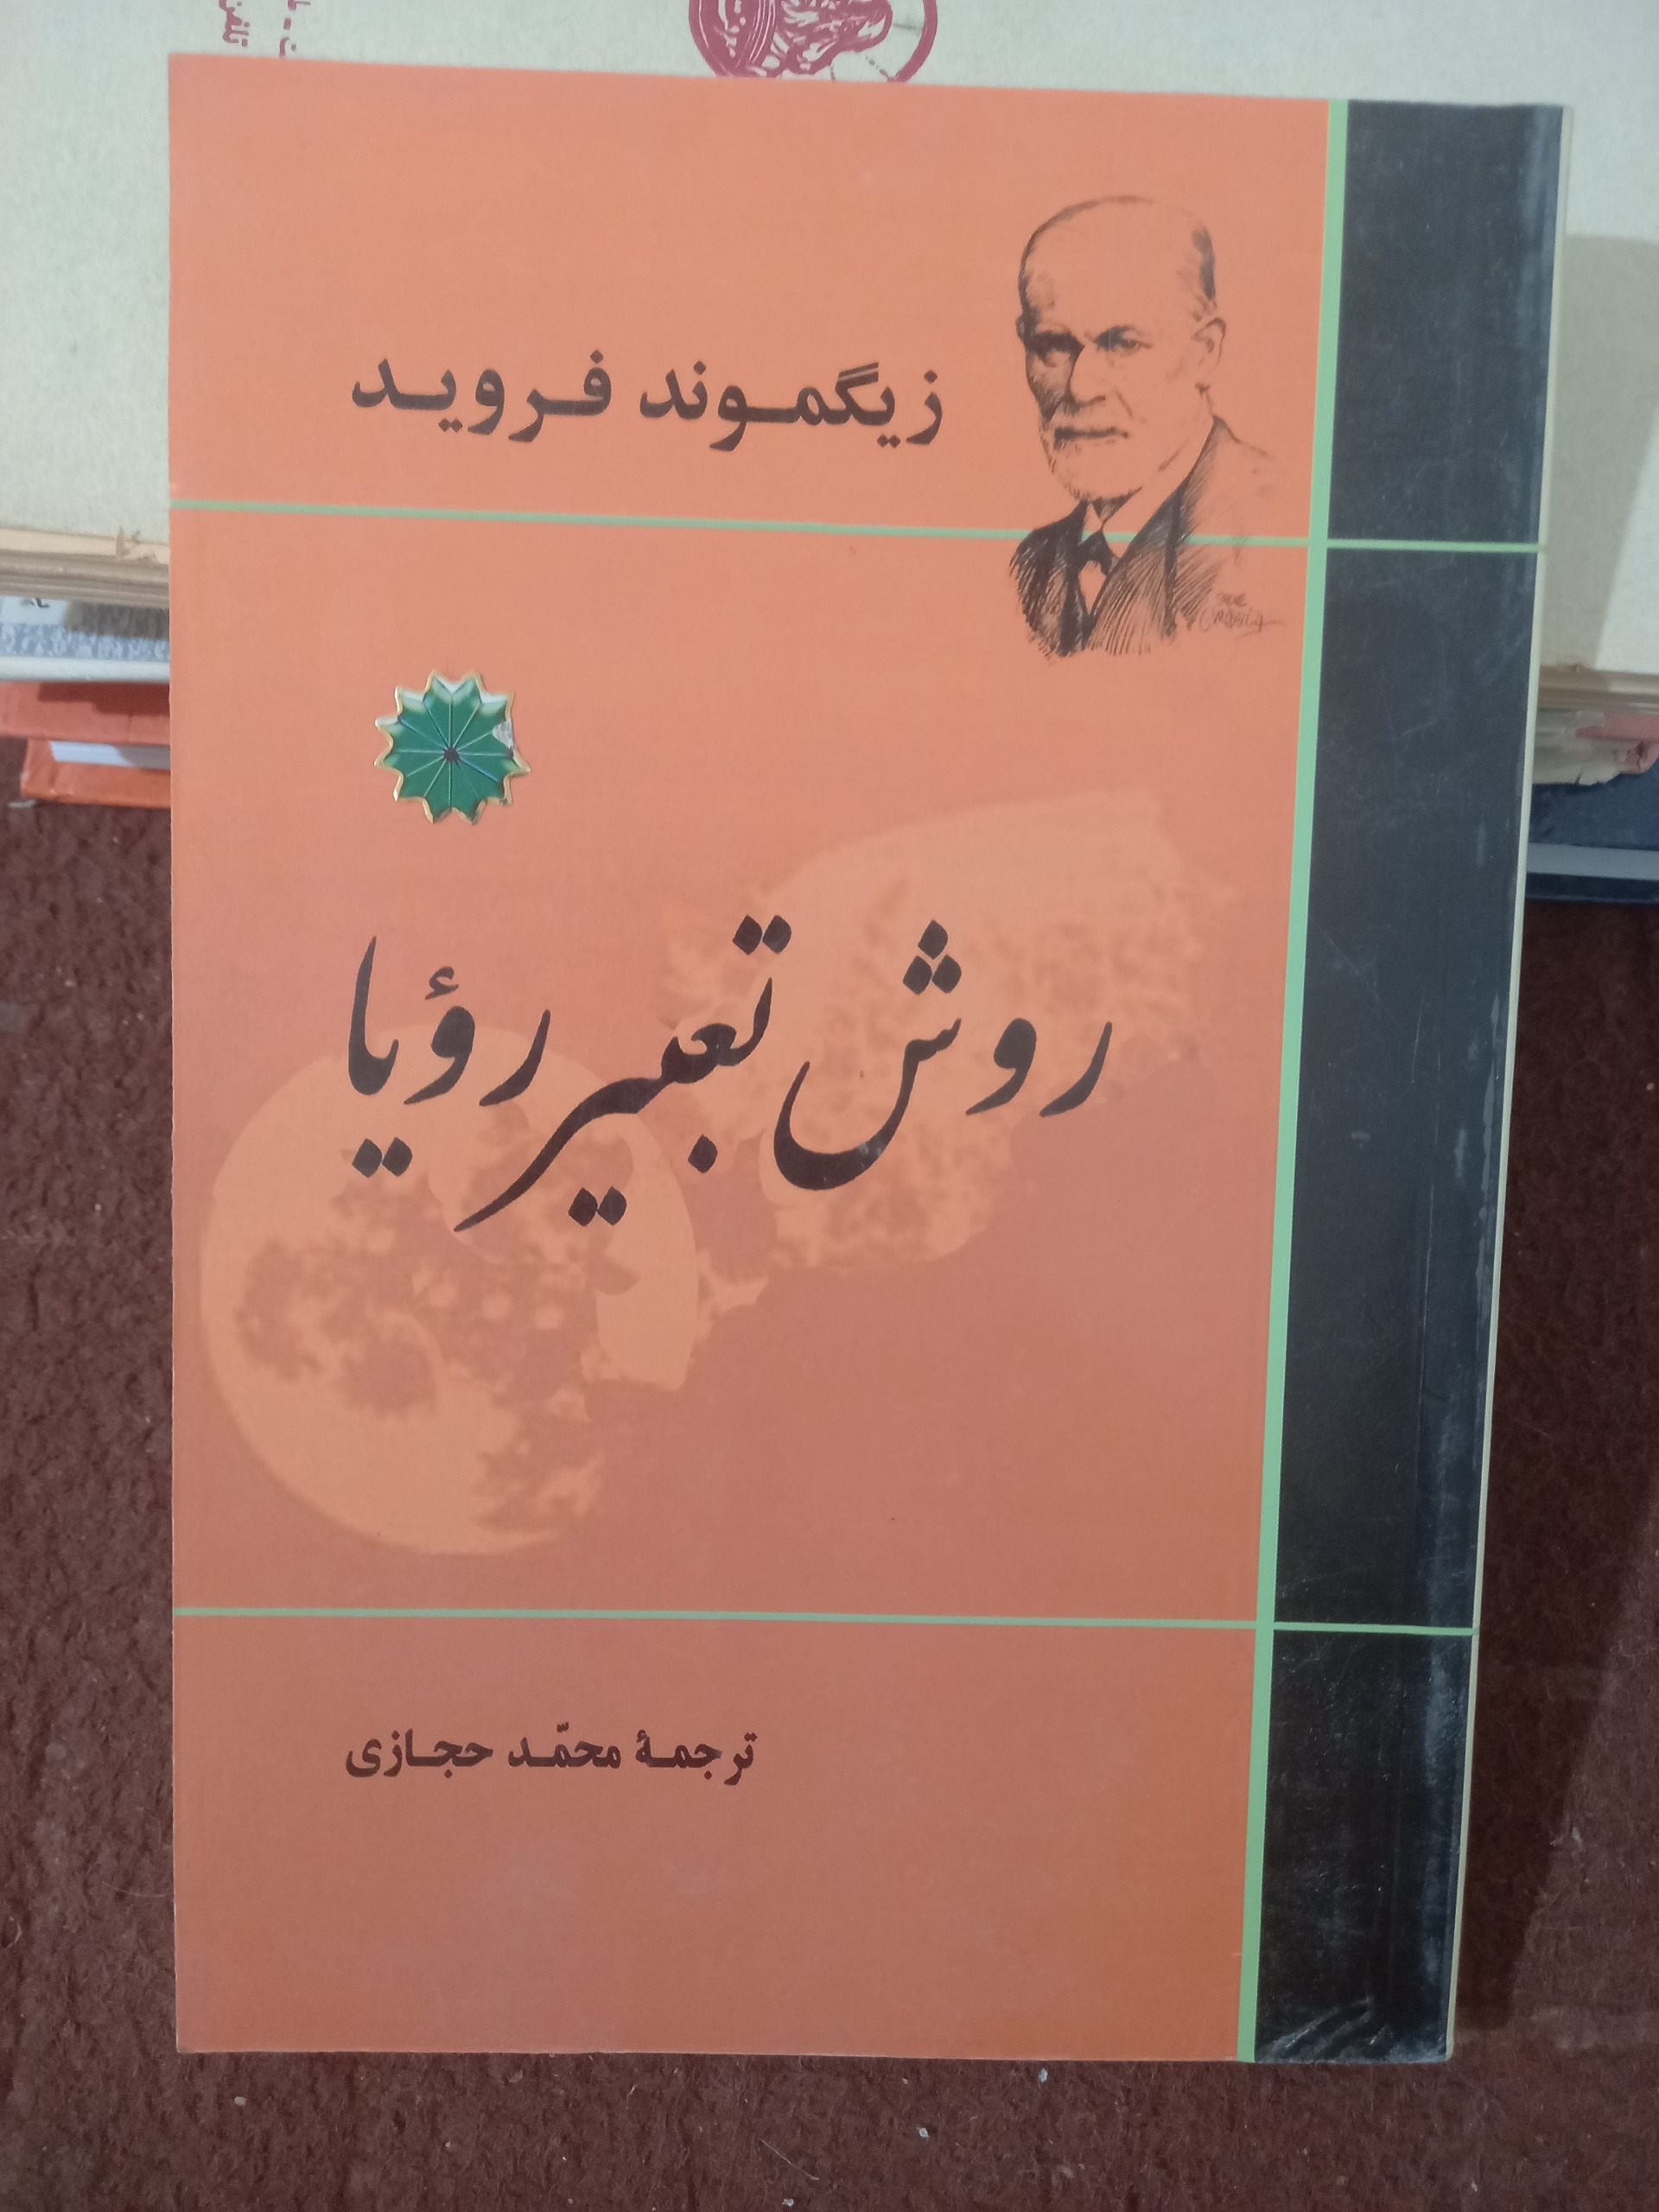 زیگموند فروید
روش تعبیر رؤیا
ترجمهٔ محمّد حجازی